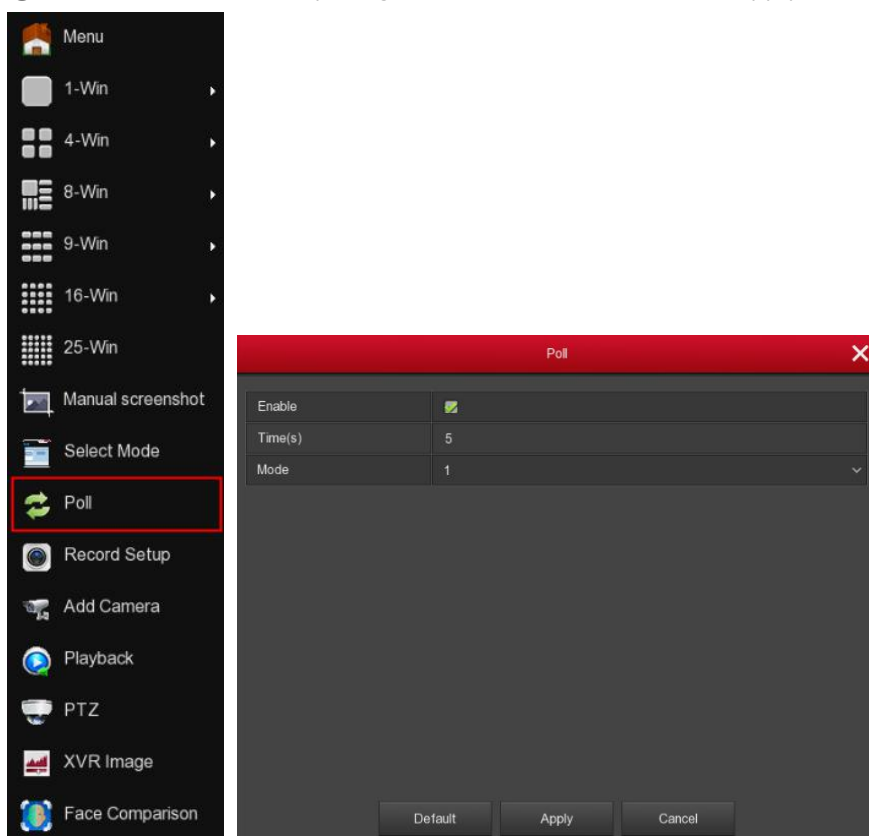 Menu
1-Win
4-Win
8-Win
9-Win
16-Win
25-Win
Manual screenshot
Select Mode
Poll
Record Setup
Add Camera
Playback
PTZ
XVR Image
Face Comparison
Poll
Enable
Time(s) 5
Mode 1
Default Apply Cancel